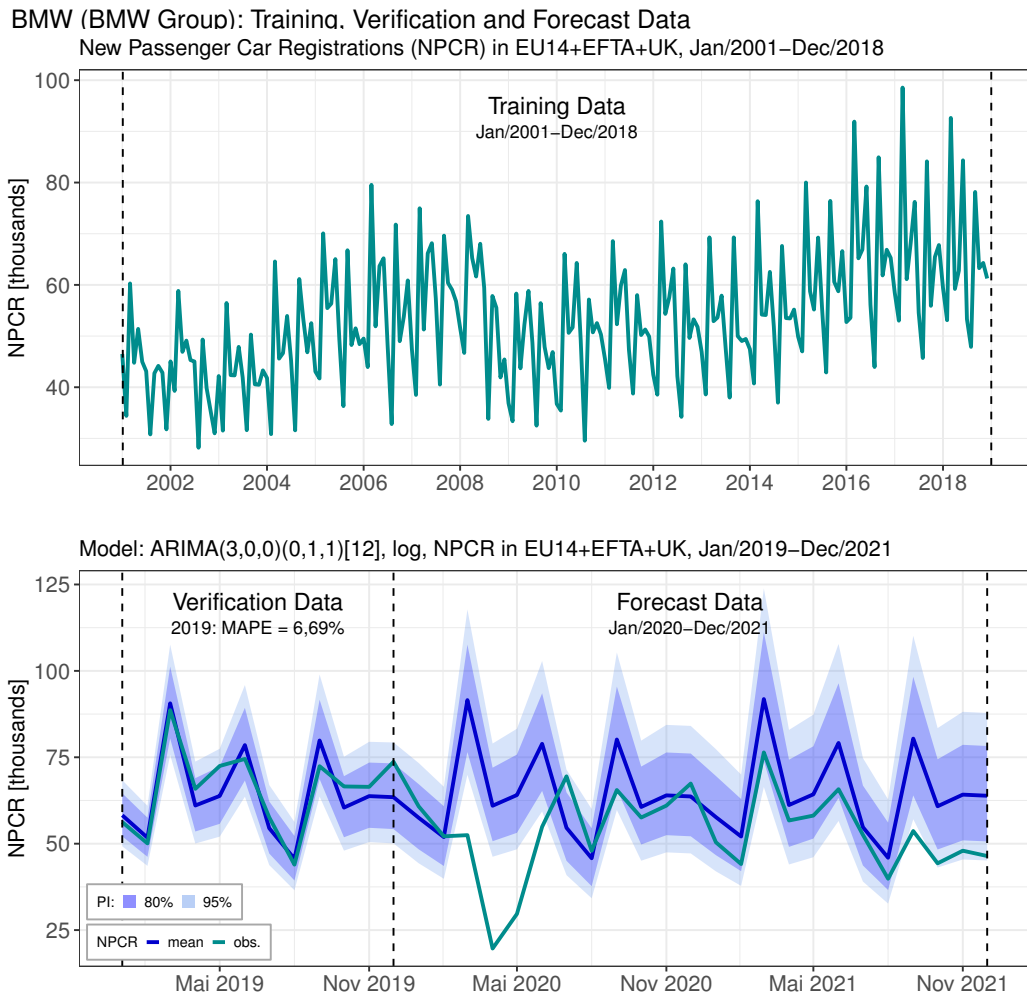 BMW (BMW Group): Training, Verification and Forecast Data
New Passenger Car Registrations (NPCR) in EU14+EFTA+UK, Jan/2001−Dec/2018
Training Data
Jan/2001−Dec/2018
NPCR [thousands]
100
80
60
40
2002 2004 2006 2008 2010 2012 2014 2016 2018
Model: ARIMA(3,0,0)(0,1,1)[12], log, NPCR in EU14+EFTA+UK, Jan/2019−Dec/2021
Verification Data
2019: MAPE = 6,69%
Forecast Data
Jan/2020−Dec/2021
NPCR [thousands]
125
100
75
50
25
PI: 80% 95%
NPCR mean obs.
Mai 2019 Nov 2019 Mai 2020 Nov 2020 Mai 2021 Nov 2021